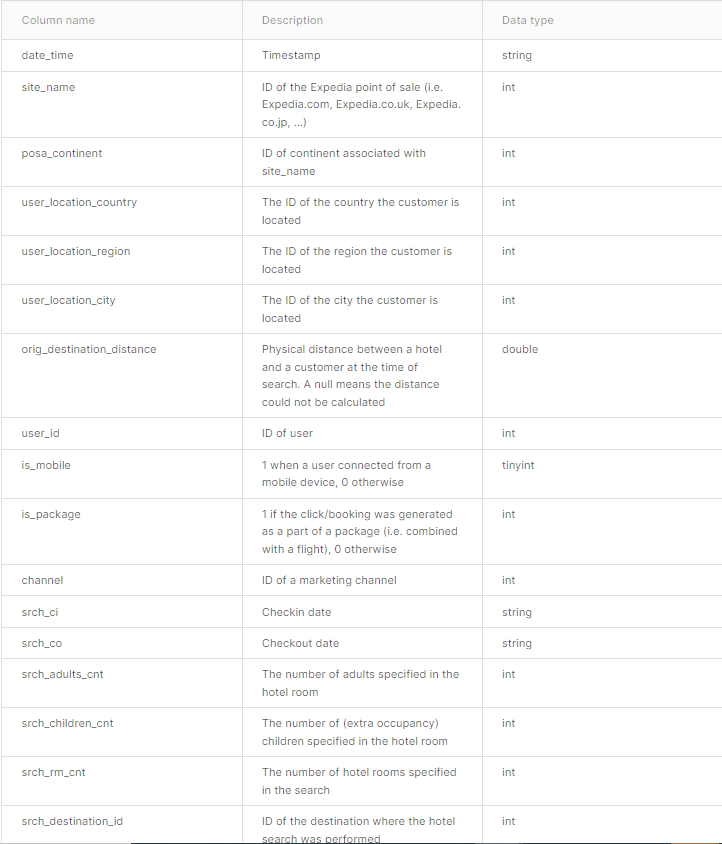 Column name Description Data type
date_time Timestamp string
site_name ID of the Expedia point of sale (i.e. int
Expedia.com, Expedia.co.uk, Expedia.
co.jp, ...)
posa_continent ID of continent associated with int
site_name
user_location_country The ID of the country the customer is int
located
user_location_region The ID of the region the customer is int
located
user_location_city The ID of the city the customer is int
located
orig_destination_distance Physical distance between a hotel double
and a customer at the time of
search. A null means the distance
could not be calculated
user_id ID of user int
is_mobile 1 when a user connected from a tinyint
mobile device, 0 otherwise
is_package 1 if the click/booking was generated int
as a part of a package (i.e. combined
with a flight), 0 otherwise
channel ID of a marketing channel int
srch_ci Checkin date string
srch_co Checkout date string
srch_adults_cnt The number of adults specified in the int
hotel room
srch_children_cnt The number of (extra occupancy) int
children specified in the hotel room
srch_rm_cnt The number of hotel rooms specified int
in the search
srch_destination_id ID of the destination where the hotel int
search was performed